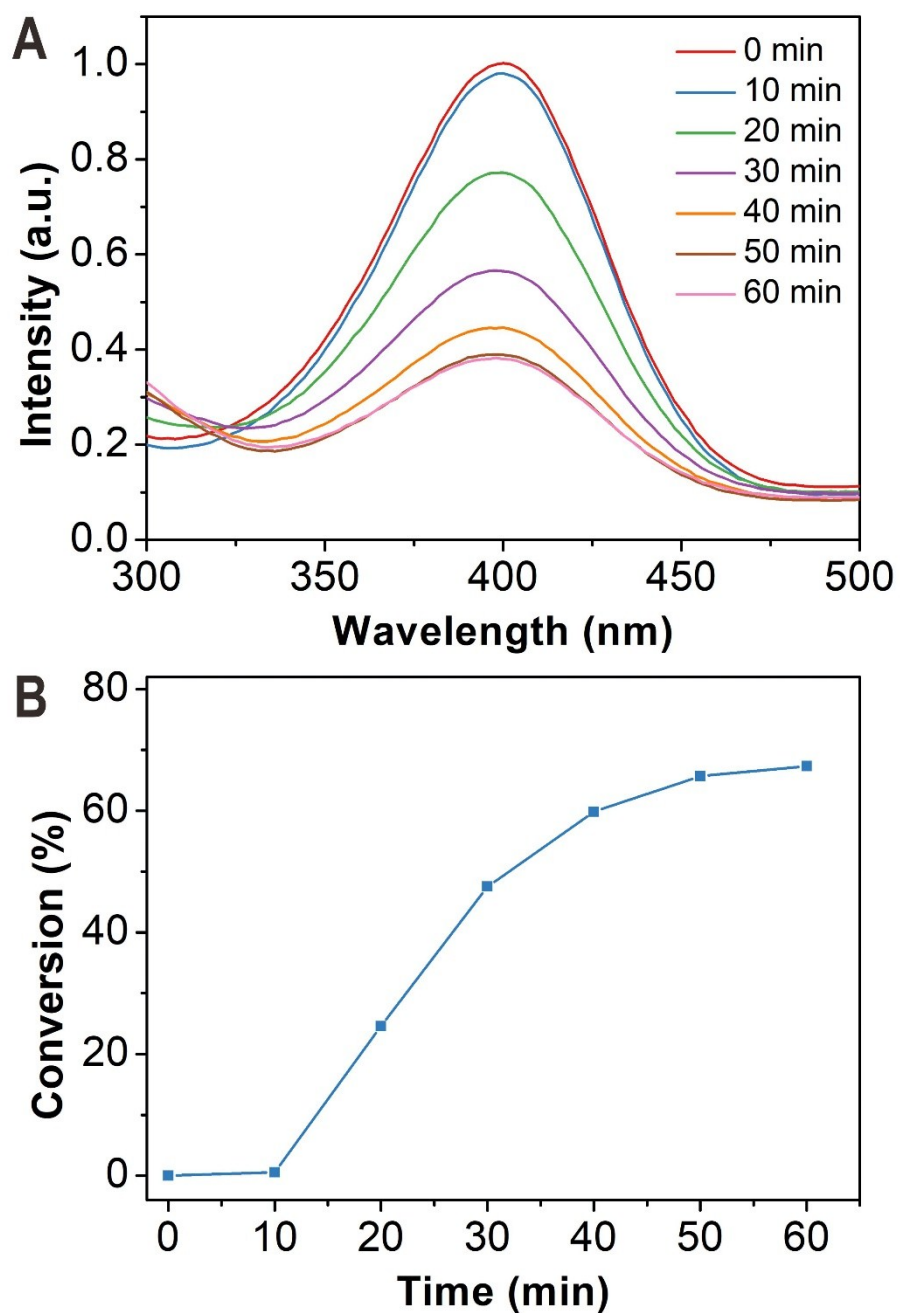 A
0 min
10 min
20 min
30 min
40 min
50 min
60 min
1.0
0.8
0.6
0.4
0.2
0.0
Intensity (a.u.)
300 350 400 450 500
Wavelength (nm)
B
80
60
40
20
0
Conversion (%)
0 10 20 30 40 50 60
Time (min)